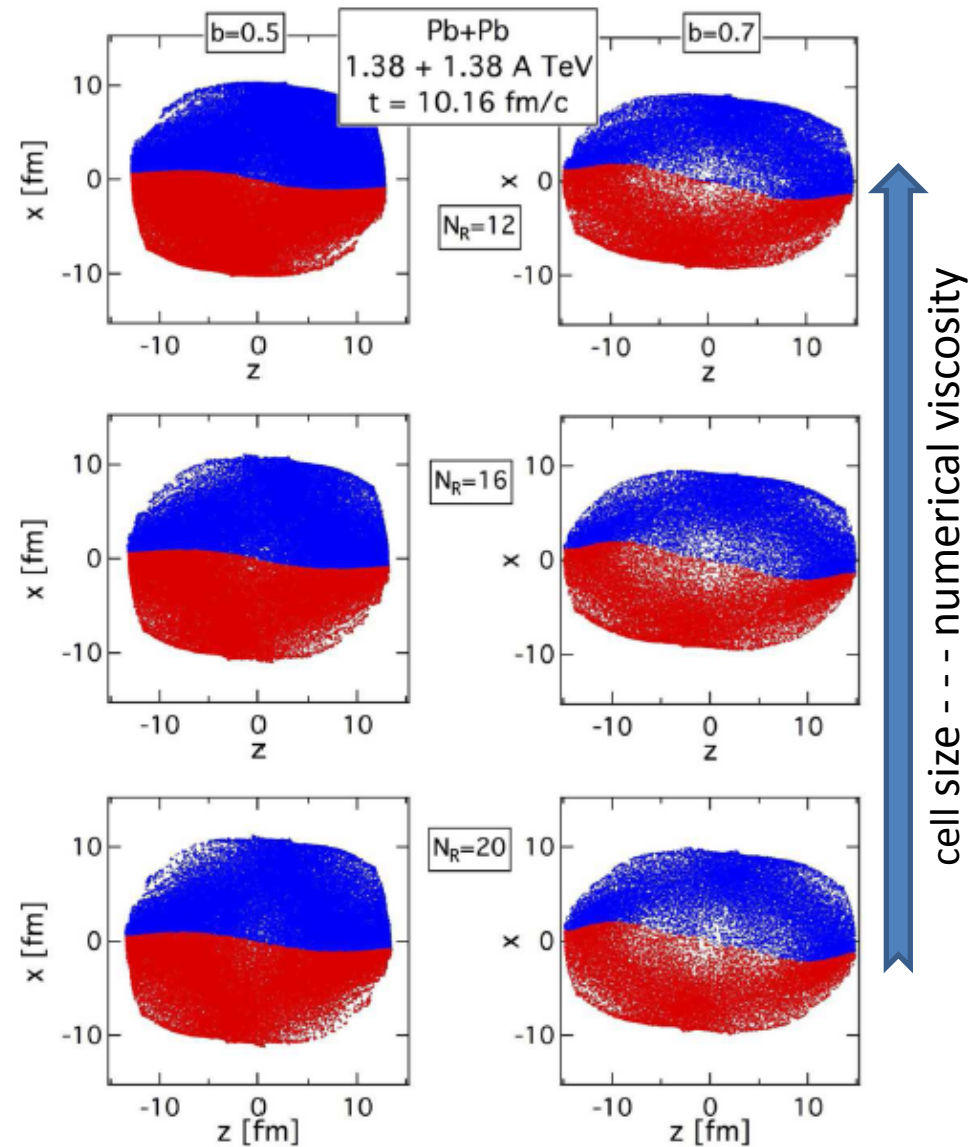 b=0.5
Pb+Pb
1.38 + 1.38 A TeV
t = 10.16 fm/c
b=0.7
x [fm]
10
0
-10
-10
0
10
z
x
10
0
-10
-10
0
10
z
N_R=12
x [fm]
10
0
-10
-10
0
10
z
N_R=16
x
10
0
-10
-10
0
10
z
x [fm]
10
0
-10
-10
0
10
z [fm]
N_R=20
x
10
0
-10
-10
0
10
z [fm]
cell size - - - numerical viscosity